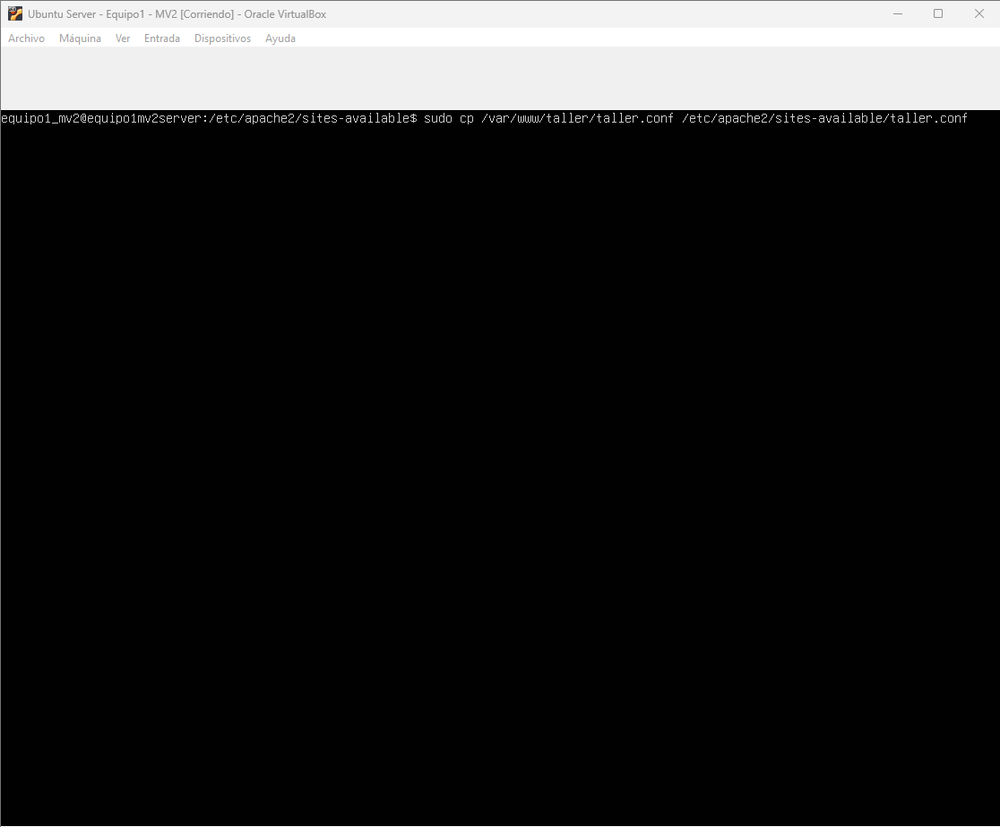 Ubuntu Server - Equipo1 - MV2 [Corriendo] - Oracle VirtualBox
Archivo Máquina Ver Entrada Dispositivos Ayuda
equipo1_mv2@equipo1mv2server:/etc/apache2/sites-available$ sudo cp /var/www/taller/taller.conf /etc/apache2/sites-available/taller.conf